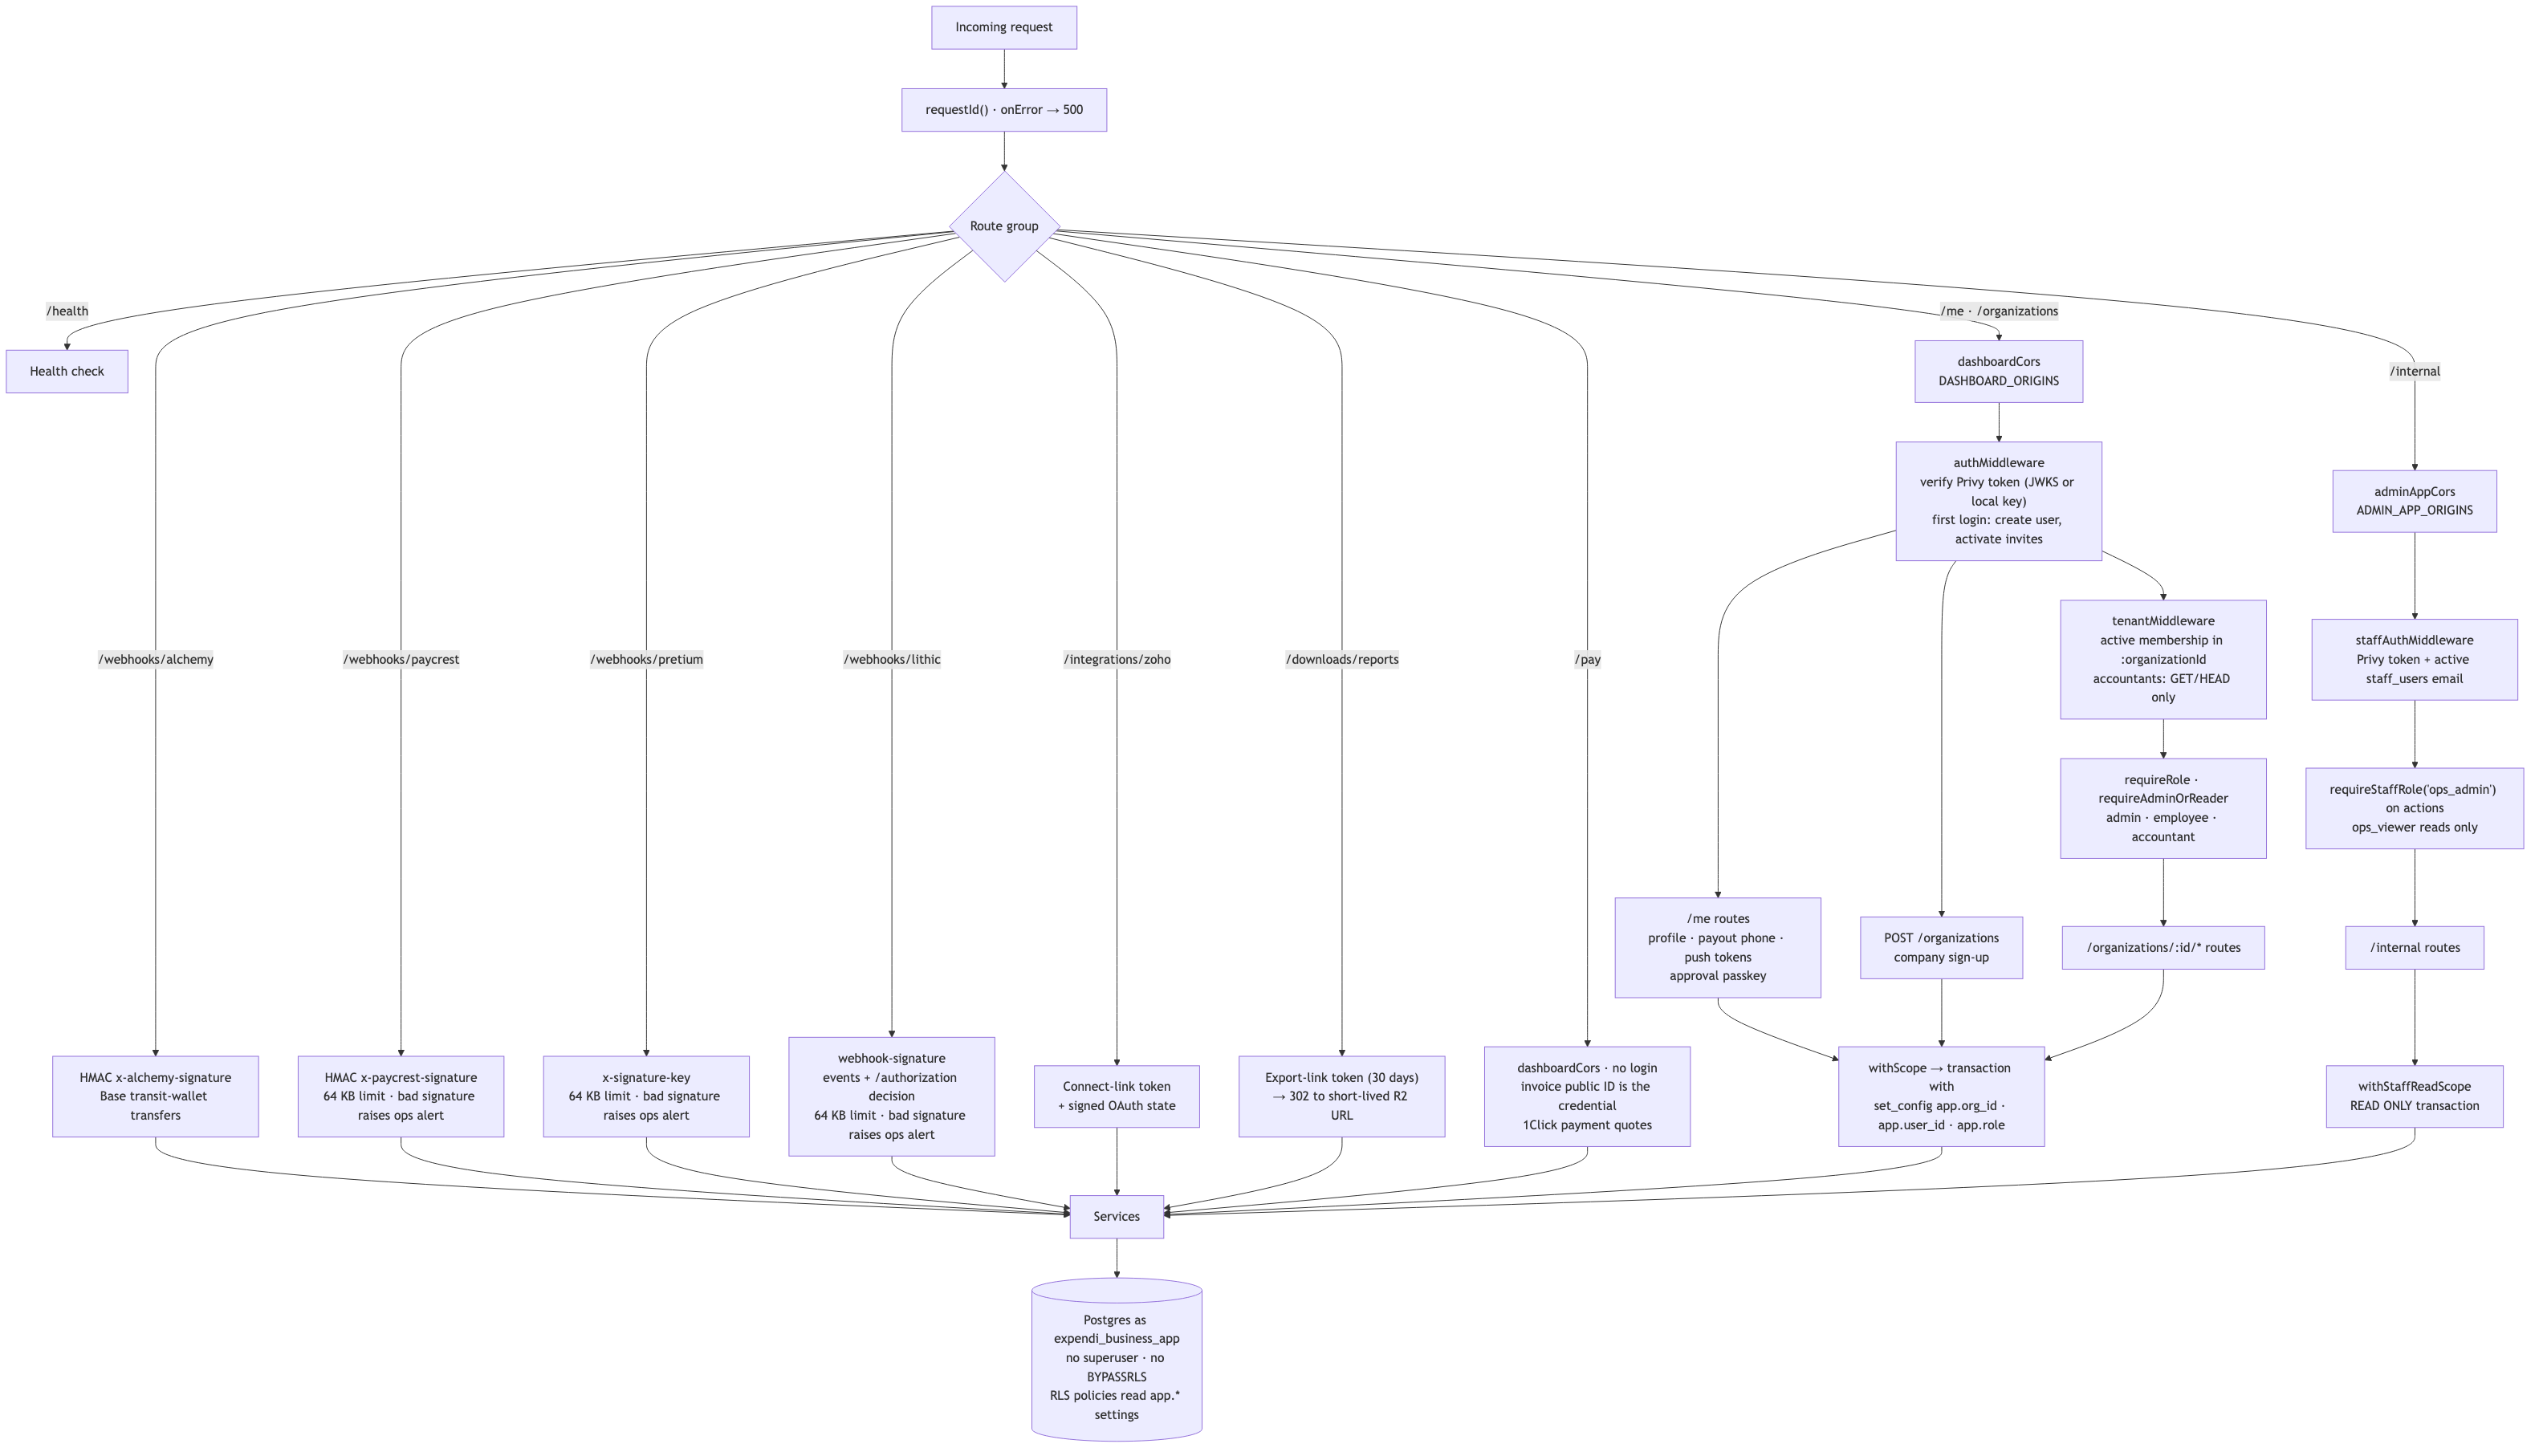 Incoming request
requestId() · onError → 500
Route group
/health
/me · /organizations
/internal
Health check
dashboardCors
DASHBOARD_ORIGINS
authMiddleware
verify Privy token (JWKS or
local key)
first login: create user,
activate invites
adminAppCors
ADMIN_APP_ORIGINS
/webhooks/alchemy
/webhooks/paycrest
/webhooks/pretium
/webhooks/lithic
/integrations/zoho
/downloads/reports
/pay
tenantMiddleware
active membership in
:organizationId
accountants: GET/HEAD
only
staffAuthMiddleware
Privy token + active
staff_users email
requireRole ·
requireAdminOrReader
admin · employee ·
accountant
requireStaffRole('ops_admin')
on actions
ops_viewer reads only
/me routes
profile · payout phone ·
push tokens
approval passkey
POST /organizations
company sign-up
/organizations/:id/* routes
/internal routes
HMAC x-alchemy-signature
Base transit-wallet
transfers
HMAC x-paycrest-signature
64 KB limit · bad signature
raises ops alert
x-signature-key
64 KB limit · bad signature
raises ops alert
webhook-signature
events + /authorization
decision
64 KB limit · bad signature
raises ops alert
Connect-link token
+ signed OAuth state
Export-link token (30 days)
→ 302 to short-lived R2
URL
dashboardCors · no login
invoice public ID is the
credential
1Click payment quotes
withScope → transaction
with
set_config app.org_id ·
app.user_id · app.role
withStaffReadScope
READ ONLY transaction
Services
Postgres as
expendi_business_app
no superuser · no
BYPASSRLS
RLS policies read app.*
settings